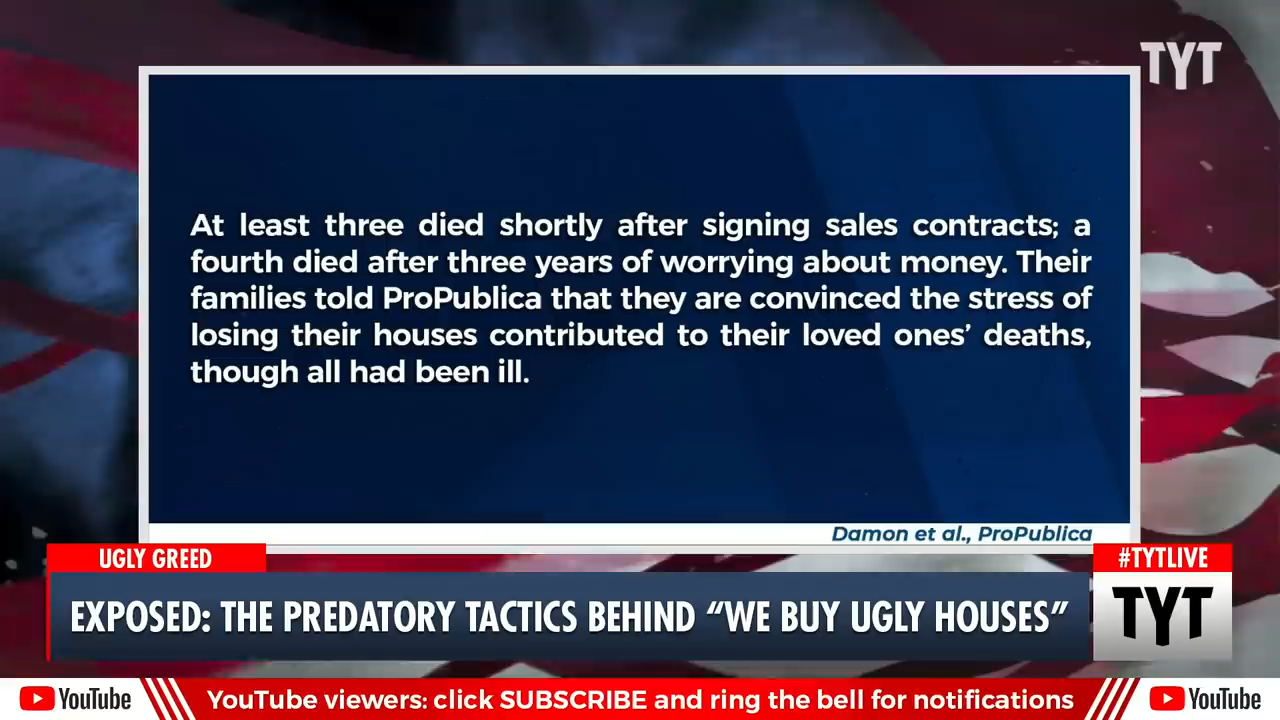 TYT
At least three died shortly after signing sales contracts; a
fourth died after three years of worrying about money. Their
families told ProPublica that they are convinced the stress of
losing their houses contributed to their loved ones’ deaths,
though all had been ill.
Damon et al., ProPublica
UGLY GREED
#TYTLIVE
EXPOSED: THE PREDATORY TACTICS BEHIND “WE BUY UGLY HOUSES”
TYT
YouTube
YouTube viewers: click SUBSCRIBE and ring the bell for notifications
YouTube